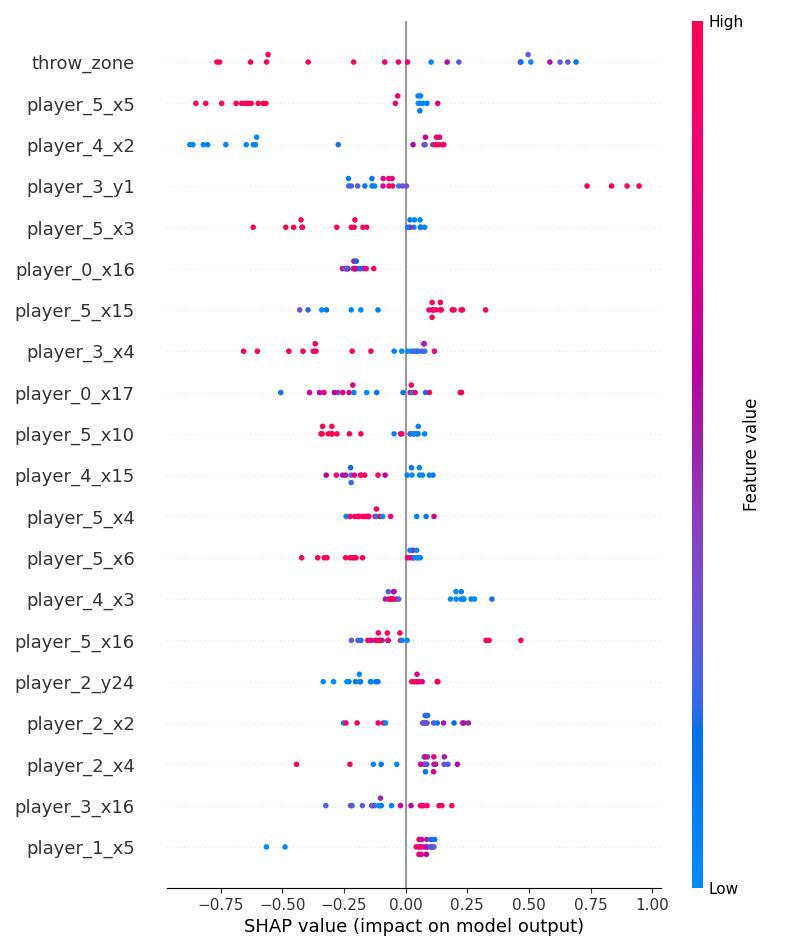 High
throw_zone
player_5_x5
player_4_x2
player_3_y1
player_5_x3
player_0_x16
player_5_x15
player_3_x4
player_0_x17
player_5_x10
player_4_x15
player_5_x4
player_5_x6
player_4_x3
player_5_x16
player_2_y24
player_2_x2
player_2_x4
player_3_x16
player_1_x5
Feature value
Low
−0.75 −0.50 −0.25 0.00 0.25 0.50 0.75 1.00
SHAP value (impact on model output)